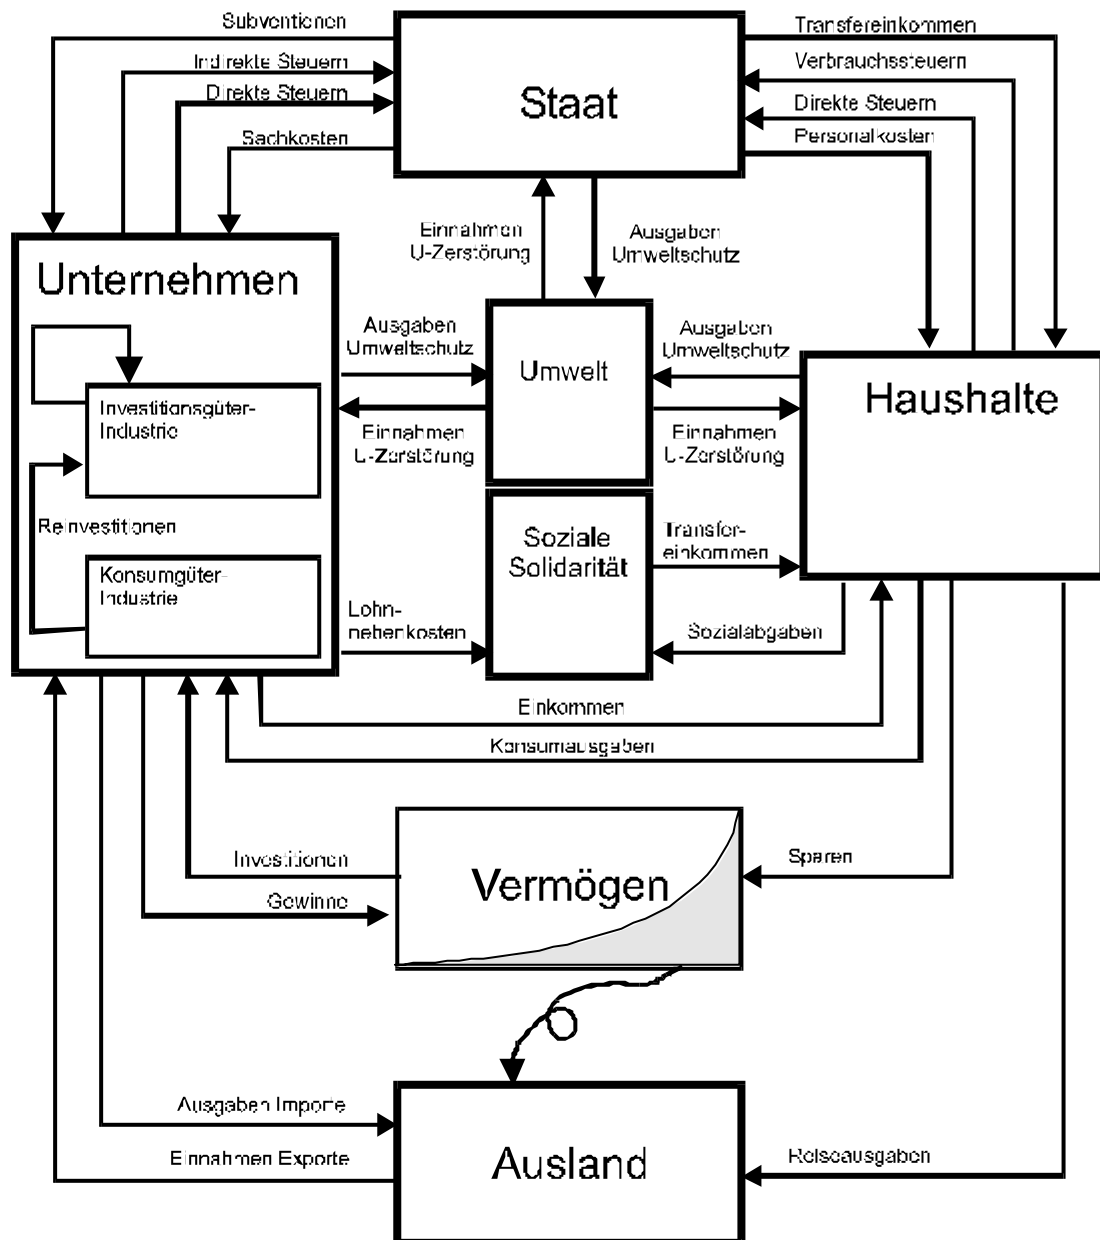 Subventionen
Transfereinkommen
Indirekte Steuern
Verbrauchssteuern
Direkte Steuern
Staat
Direkte Steuern
Sachkosten
Personalkosten
Einnahmen
U-Zerstörung
Ausgaben
Umweltschutz
Unternehmen
Ausgaben
Umweltschutz
Umwelt
Ausgaben
Umweltschutz
Haushalte
Investitionsgüter-
Industrie
Einnahmen
U-Zerstörung
Einnahmen
U-Zerstörung
Reinvestitionen
Soziale
Solidarität
Transfer-
einkommen
Konsumgüter-
Industrie
Lohn-
nebenkosten
Sozialabgaben
Einkommen
Konsumausgaben
Investitionen
Vermögen
Sparen
Gewinne
Ausgaben Importe
Einnahmen Exporte
Ausland
Reiseausgaben